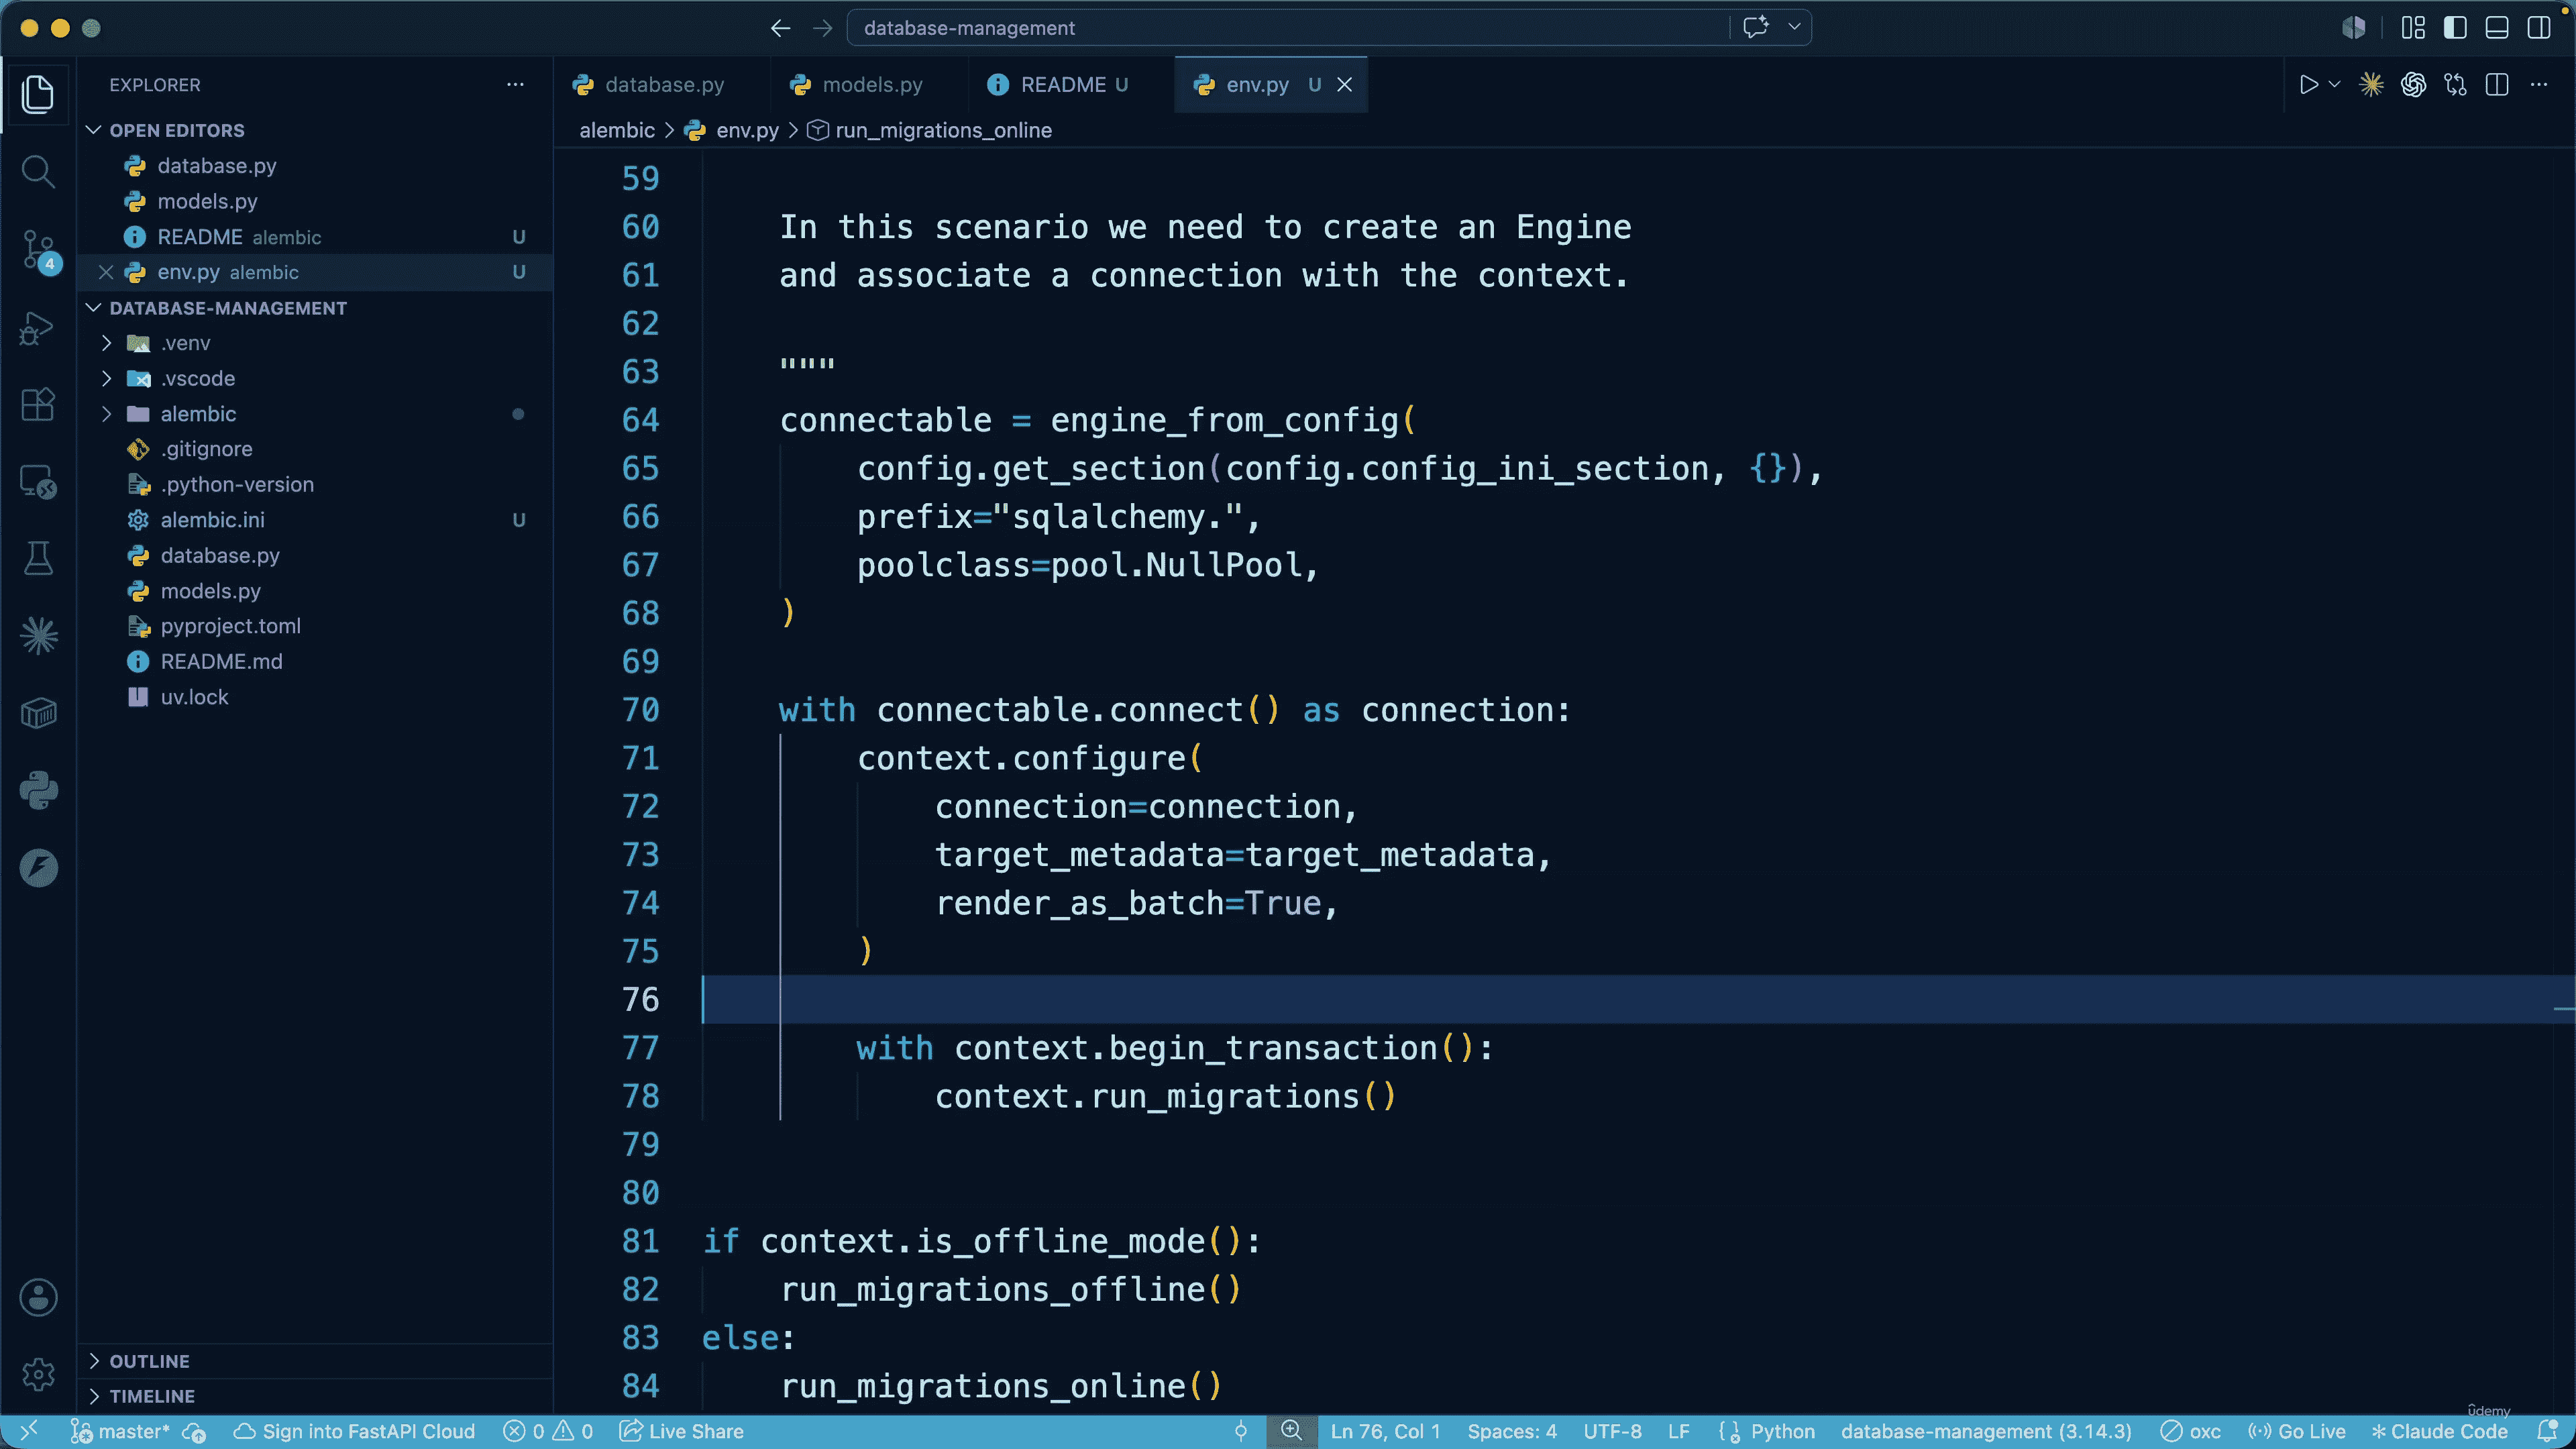 database-management
EXPLORER
OPEN EDITORS
database.py
models.py
README alembic U
env.py alembic U
DATABASE-MANAGEMENT
.venv
.vscode
alembic
.gitignore
.python-version
alembic.ini U
database.py
models.py
pyproject.toml
README.md
uv.lock
OUTLINE
TIMELINE
4
database.py
models.py
README U
env.py U
alembic > env.py > run_migrations_online
59
60 In this scenario we need to create an Engine
61 and associate a connection with the context.
62
63 """
64 connectable = engine_from_config(
65 config.get_section(config.config_ini_section, {}),
66 prefix="sqlalchemy.",
67 poolclass=pool.NullPool,
68 )
69
70 with connectable.connect() as connection:
71 context.configure(
72 connection=connection,
73 target_metadata=target_metadata,
74 render_as_batch=True,
75 )
76
77 with context.begin_transaction():
78 context.run_migrations()
79
80
81 if context.is_offline_mode():
82 run_migrations_offline()
83 else:
84 run_migrations_online()
udemy
master* Sign into FastAPI Cloud 0 0 Live Share Ln 76, Col 1 Spaces: 4 UTF-8 LF Python database-management (3.14.3) oxc Go Live Claude Code